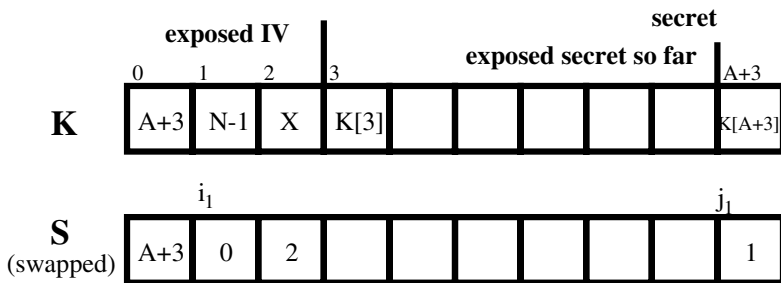 secret
exposed IV
exposed secret so far
0 1 2 3 A+3
K A+3 N-1 X K[3] K[A+3]
i1 j1
S A+3 0 2 1
(swapped)